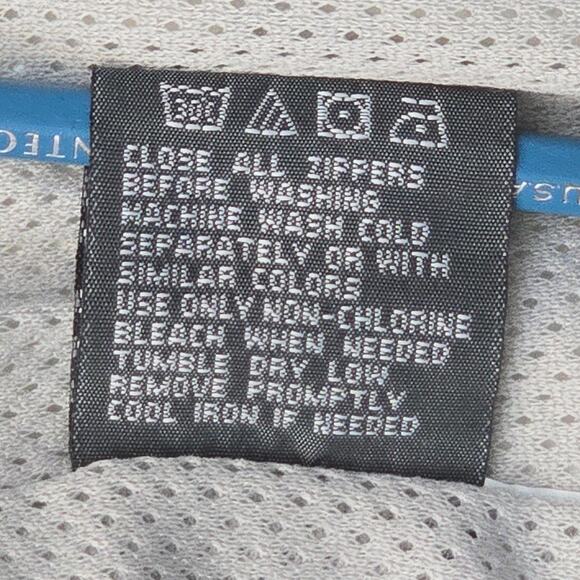 30C
CLOSE ALL ZIPPERS
BEFORE WASHING
MACHINE WASH COLD
SEPARATELY OR WITH
SIMILAR COLORS
USE ONLY NON-CHLORINE
BLEACH WHEN NEEDED
TUMBLE DRY LOW
REMOVE PROMPTLY
COOL IRON IF NEEDED